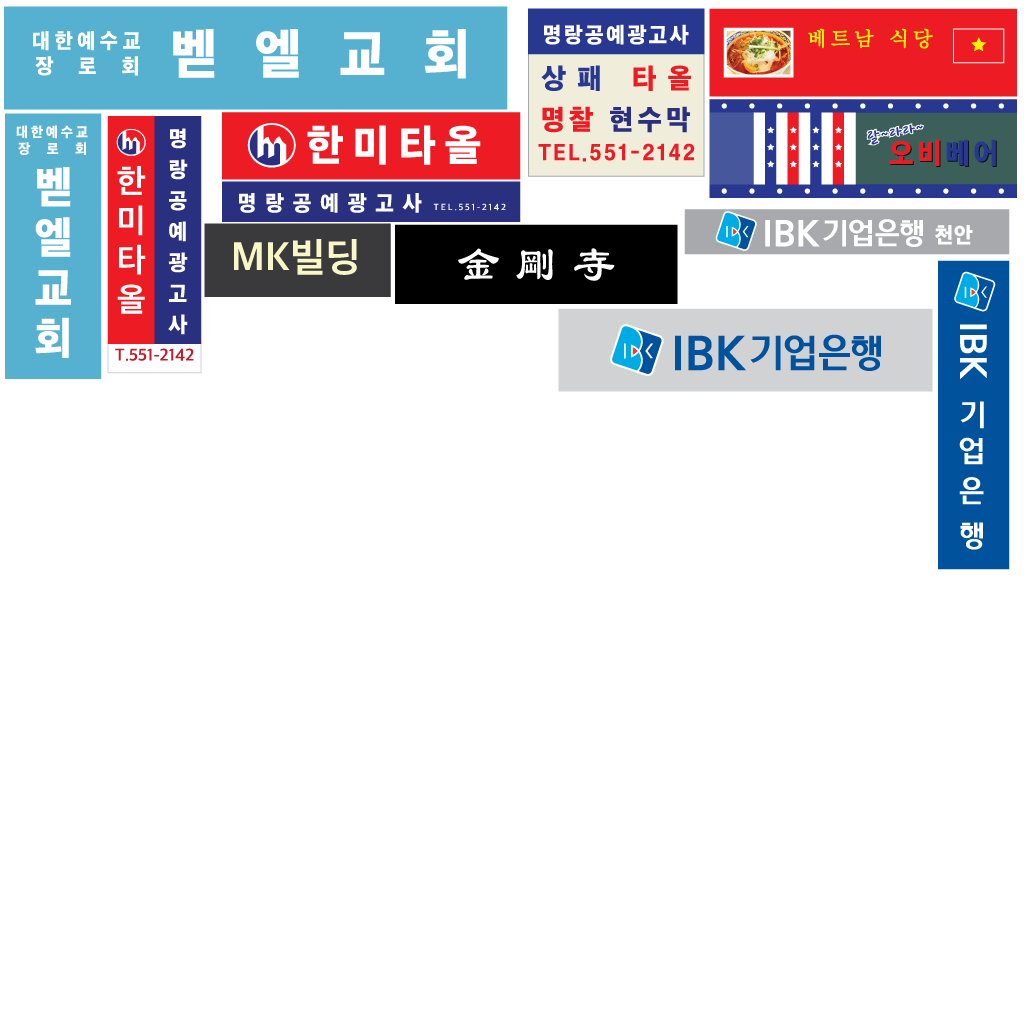 대한예수교
장로회
벧엘교회
명랑공예광고사
상패 타올
명찰 현수막
TEL.551-2142
베트남 식당
랄~라라~
오비베어
대한예수교
장로회
벧엘교회
hm
한미타올
명랑공예광고사
T.551-2142
hm
한미타올
명랑공예광고사 TEL.551-2142
MK빌딩
金剛寺
IBK기업은행 천안
IBK기업은행
IBK 기업은행